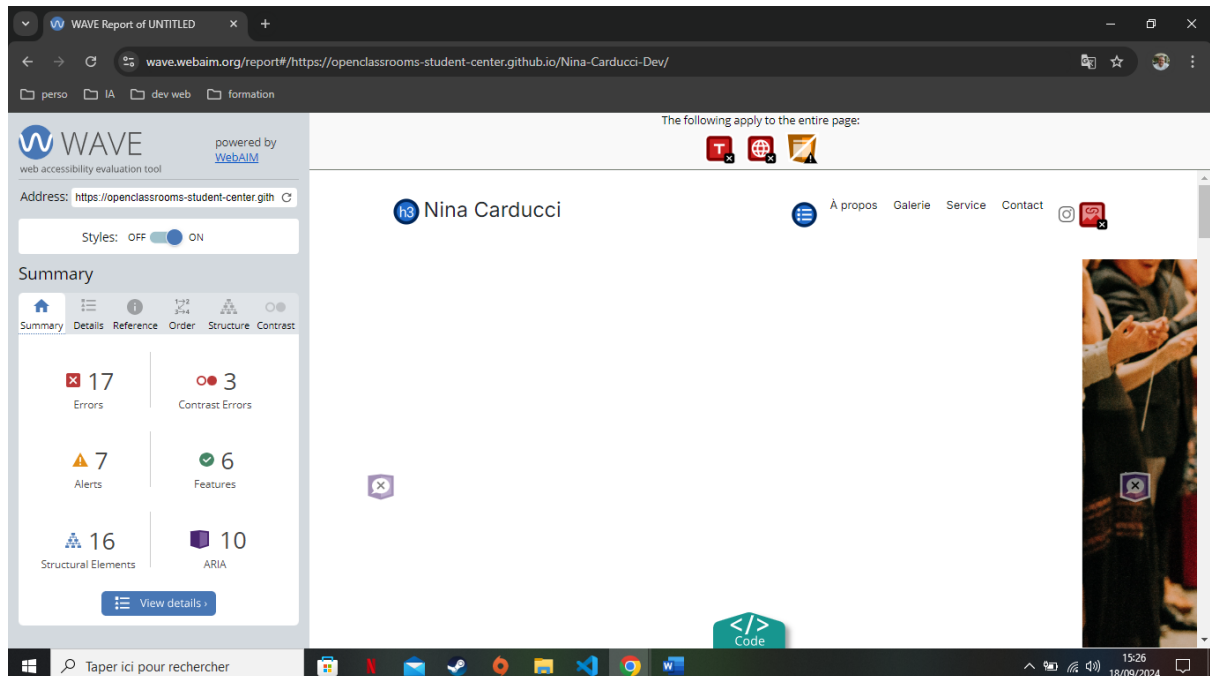 WAVE Report of UNTITLED
wave.webaim.org/report#/https://openclassrooms-student-center.github.io/Nina-Carducci-Dev/
perso IA dev web formation
WAVE
web accessibility evaluation tool
powered by
WebAIM
Address: https://openclassrooms-student-center.gith
Styles: OFF ON
Summary
Summary Details Reference Order Structure Contrast
17
Errors
3
Contrast Errors
7
Alerts
6
Features
16
Structural Elements
10
ARIA
View details ›
The following apply to the entire page:
T
h3 Nina Carducci
À propos Galerie Service Contact
</>
Code
Taper ici pour rechercher
N
W
15:26
18/09/2024